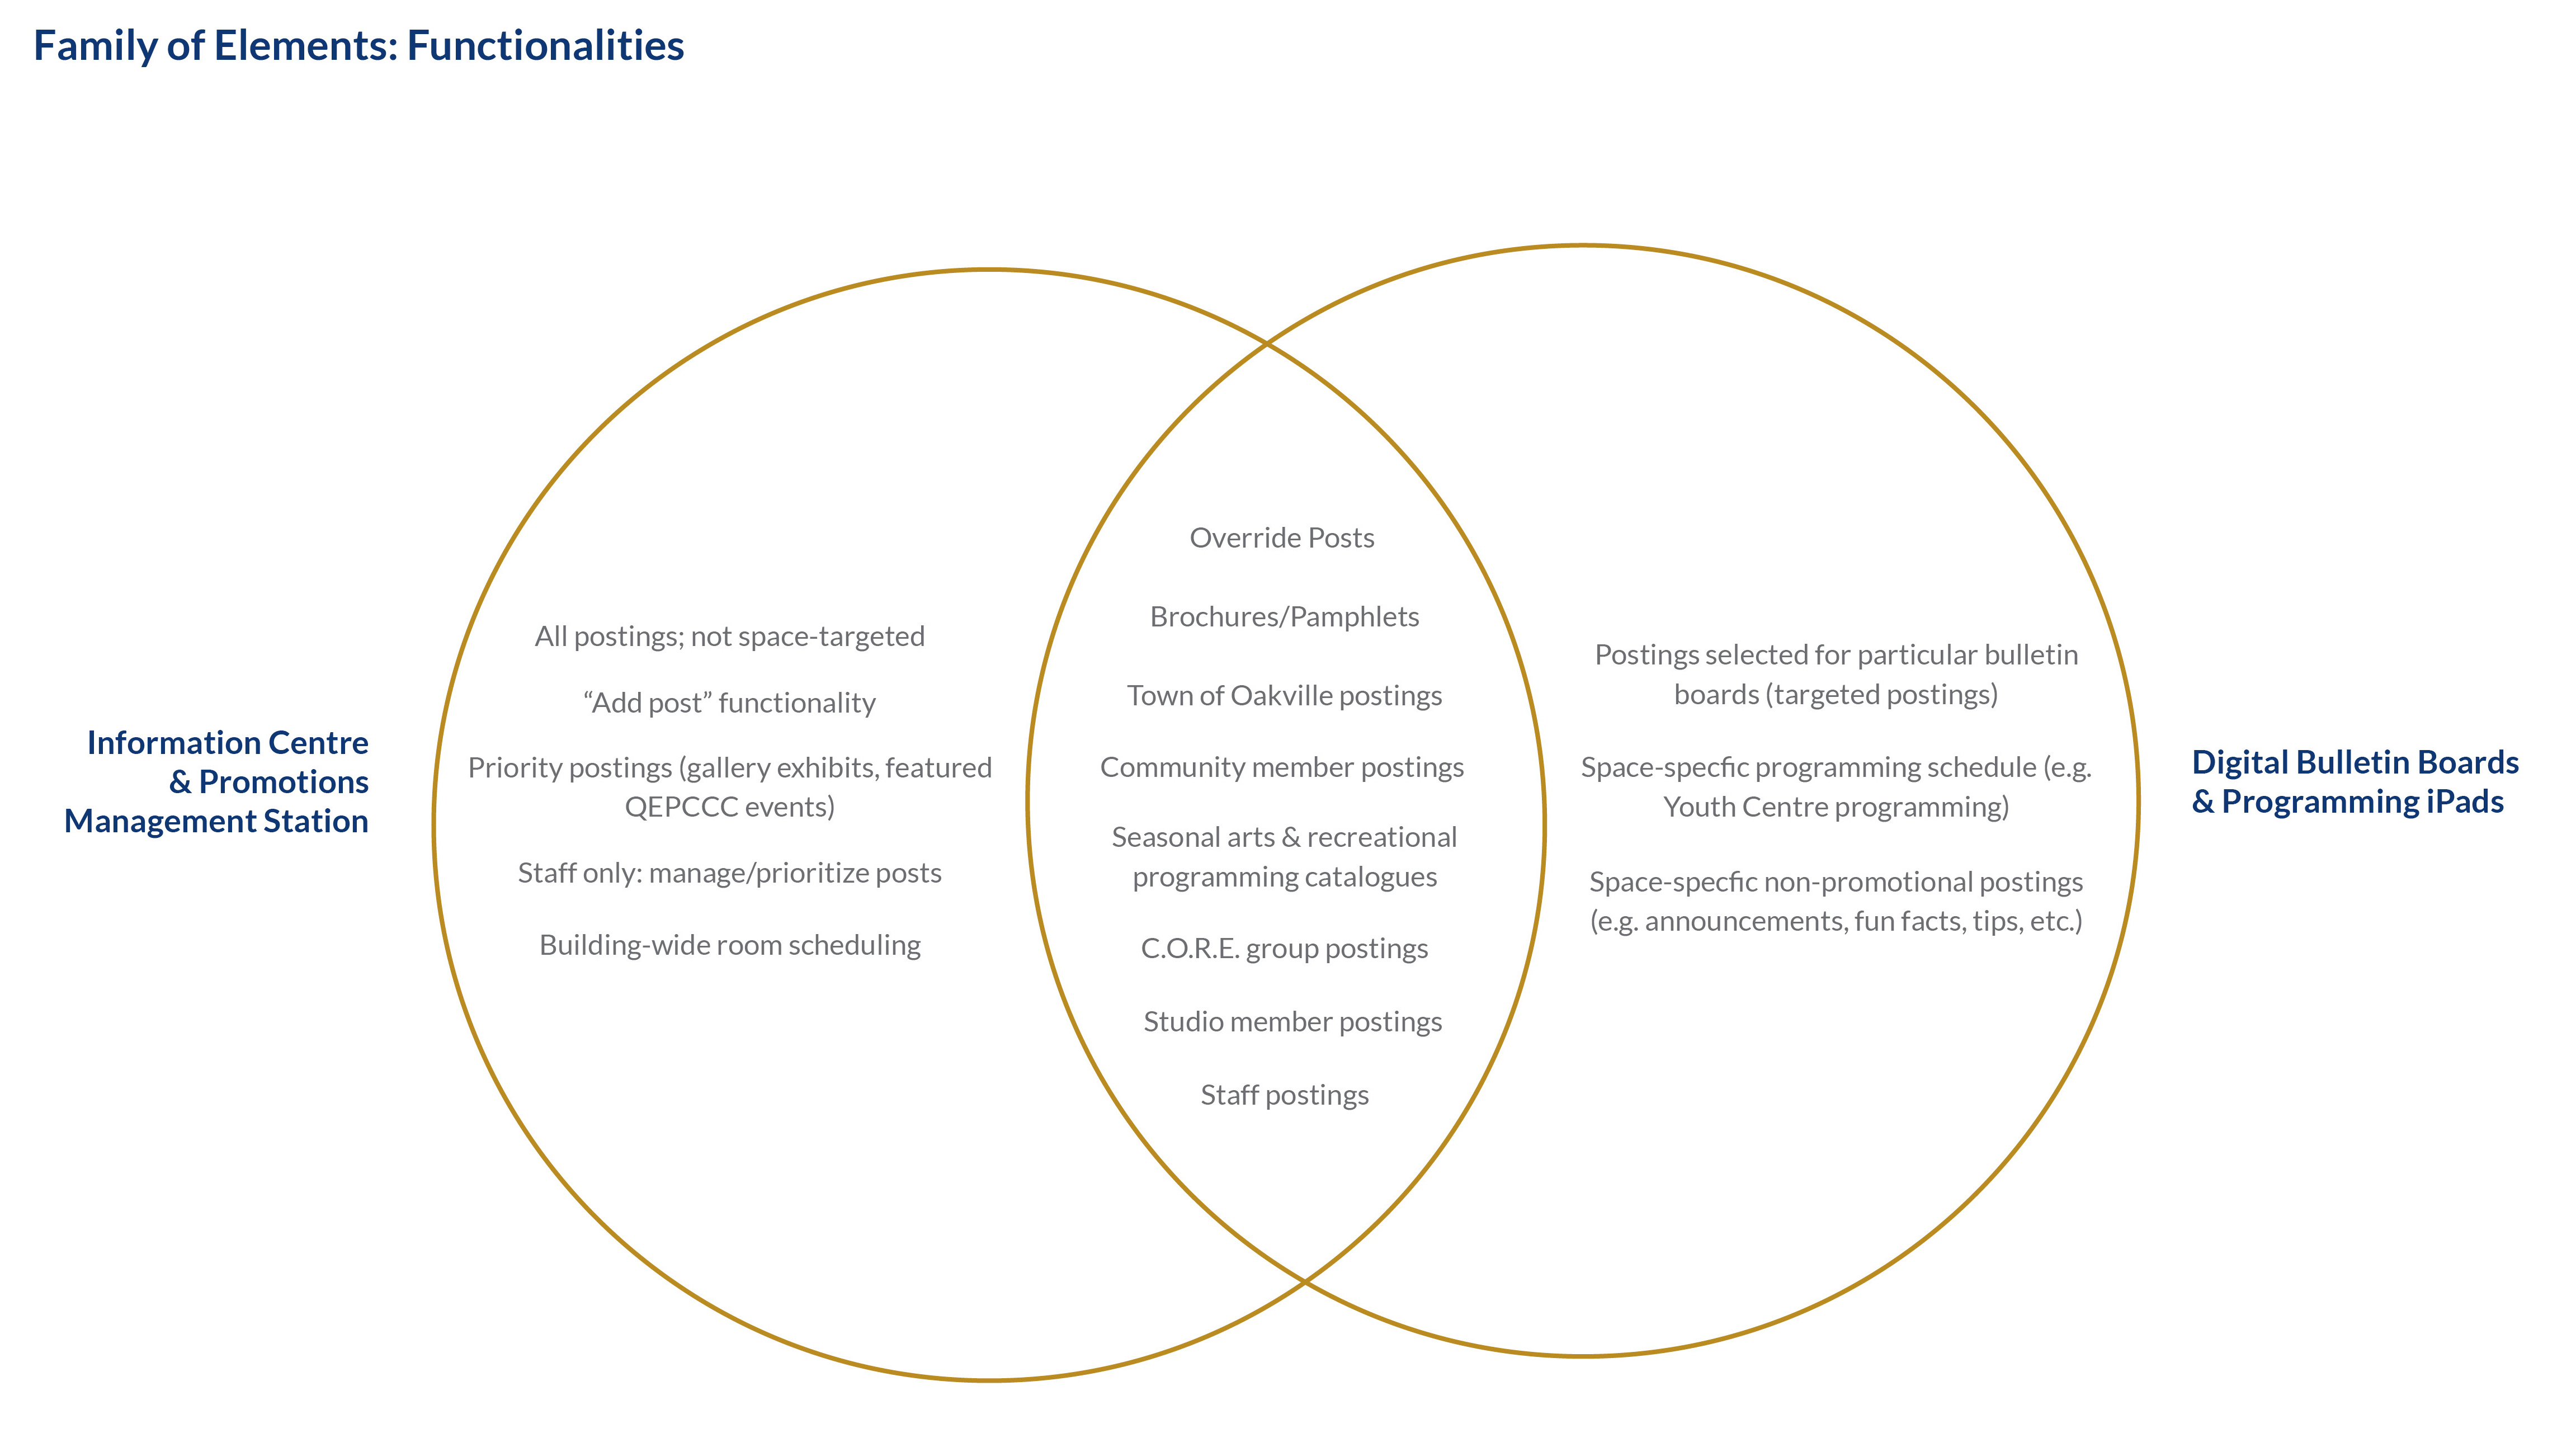 Family of Elements: Functionalities
Information Centre
& Promotions
Management Station
All postings; not space-targeted
“Add post” functionality
Priority postings (gallery exhibits, featured
QEPCCC events)
Staff only: manage/prioritize posts
Building-wide room scheduling
Override Posts
Brochures/Pamphlets
Town of Oakville postings
Community member postings
Seasonal arts & recreational
programming catalogues
C.O.R.E. group postings
Studio member postings
Staff postings
Postings selected for particular bulletin
boards (targeted postings)
Space-specfic programming schedule (e.g.
Youth Centre programming)
Space-specfic non-promotional postings
(e.g. announcements, fun facts, tips, etc.)
Digital Bulletin Boards
& Programming iPads